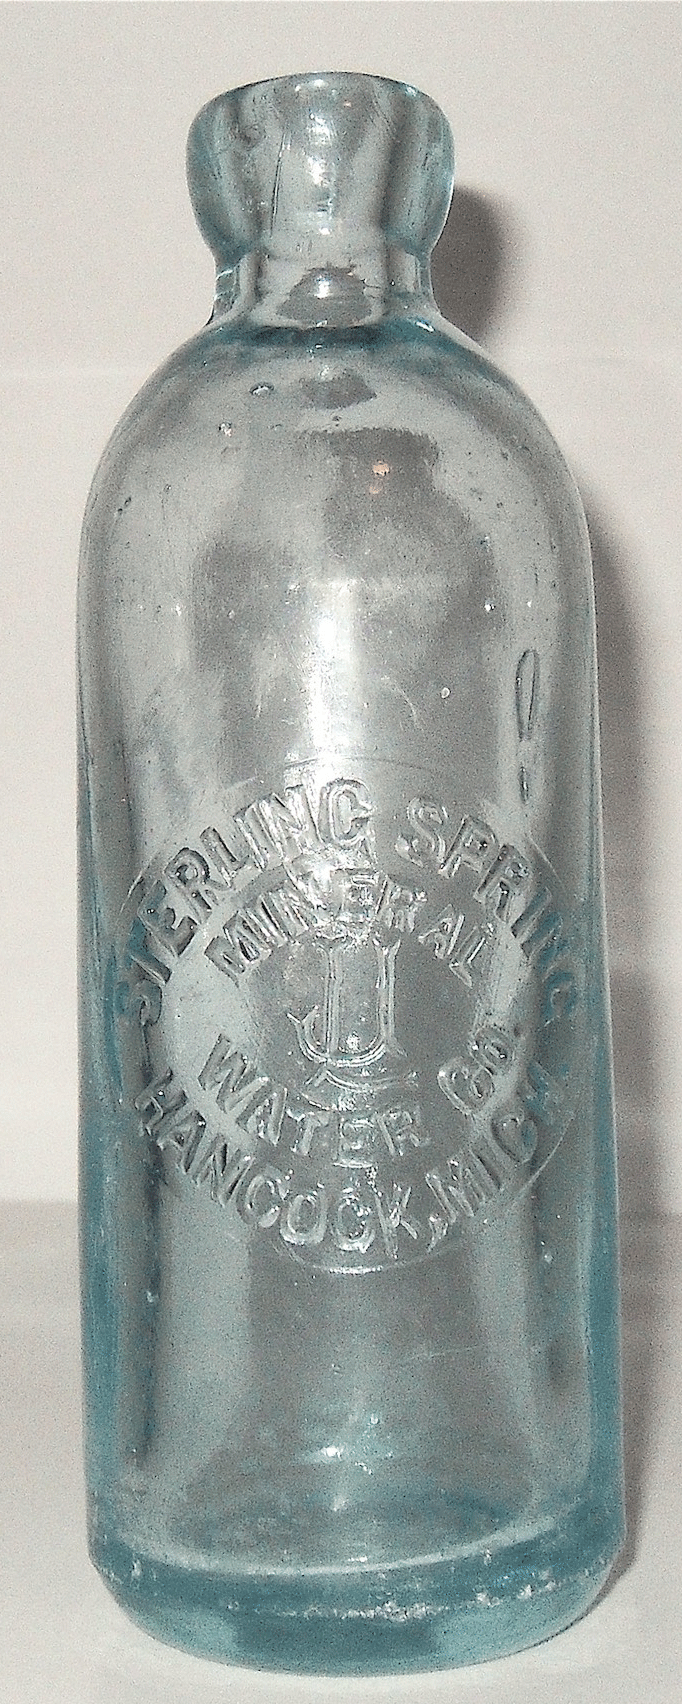 STERLING SPRING
MINERAL
WATER CO.
HANCOCK, MICH.